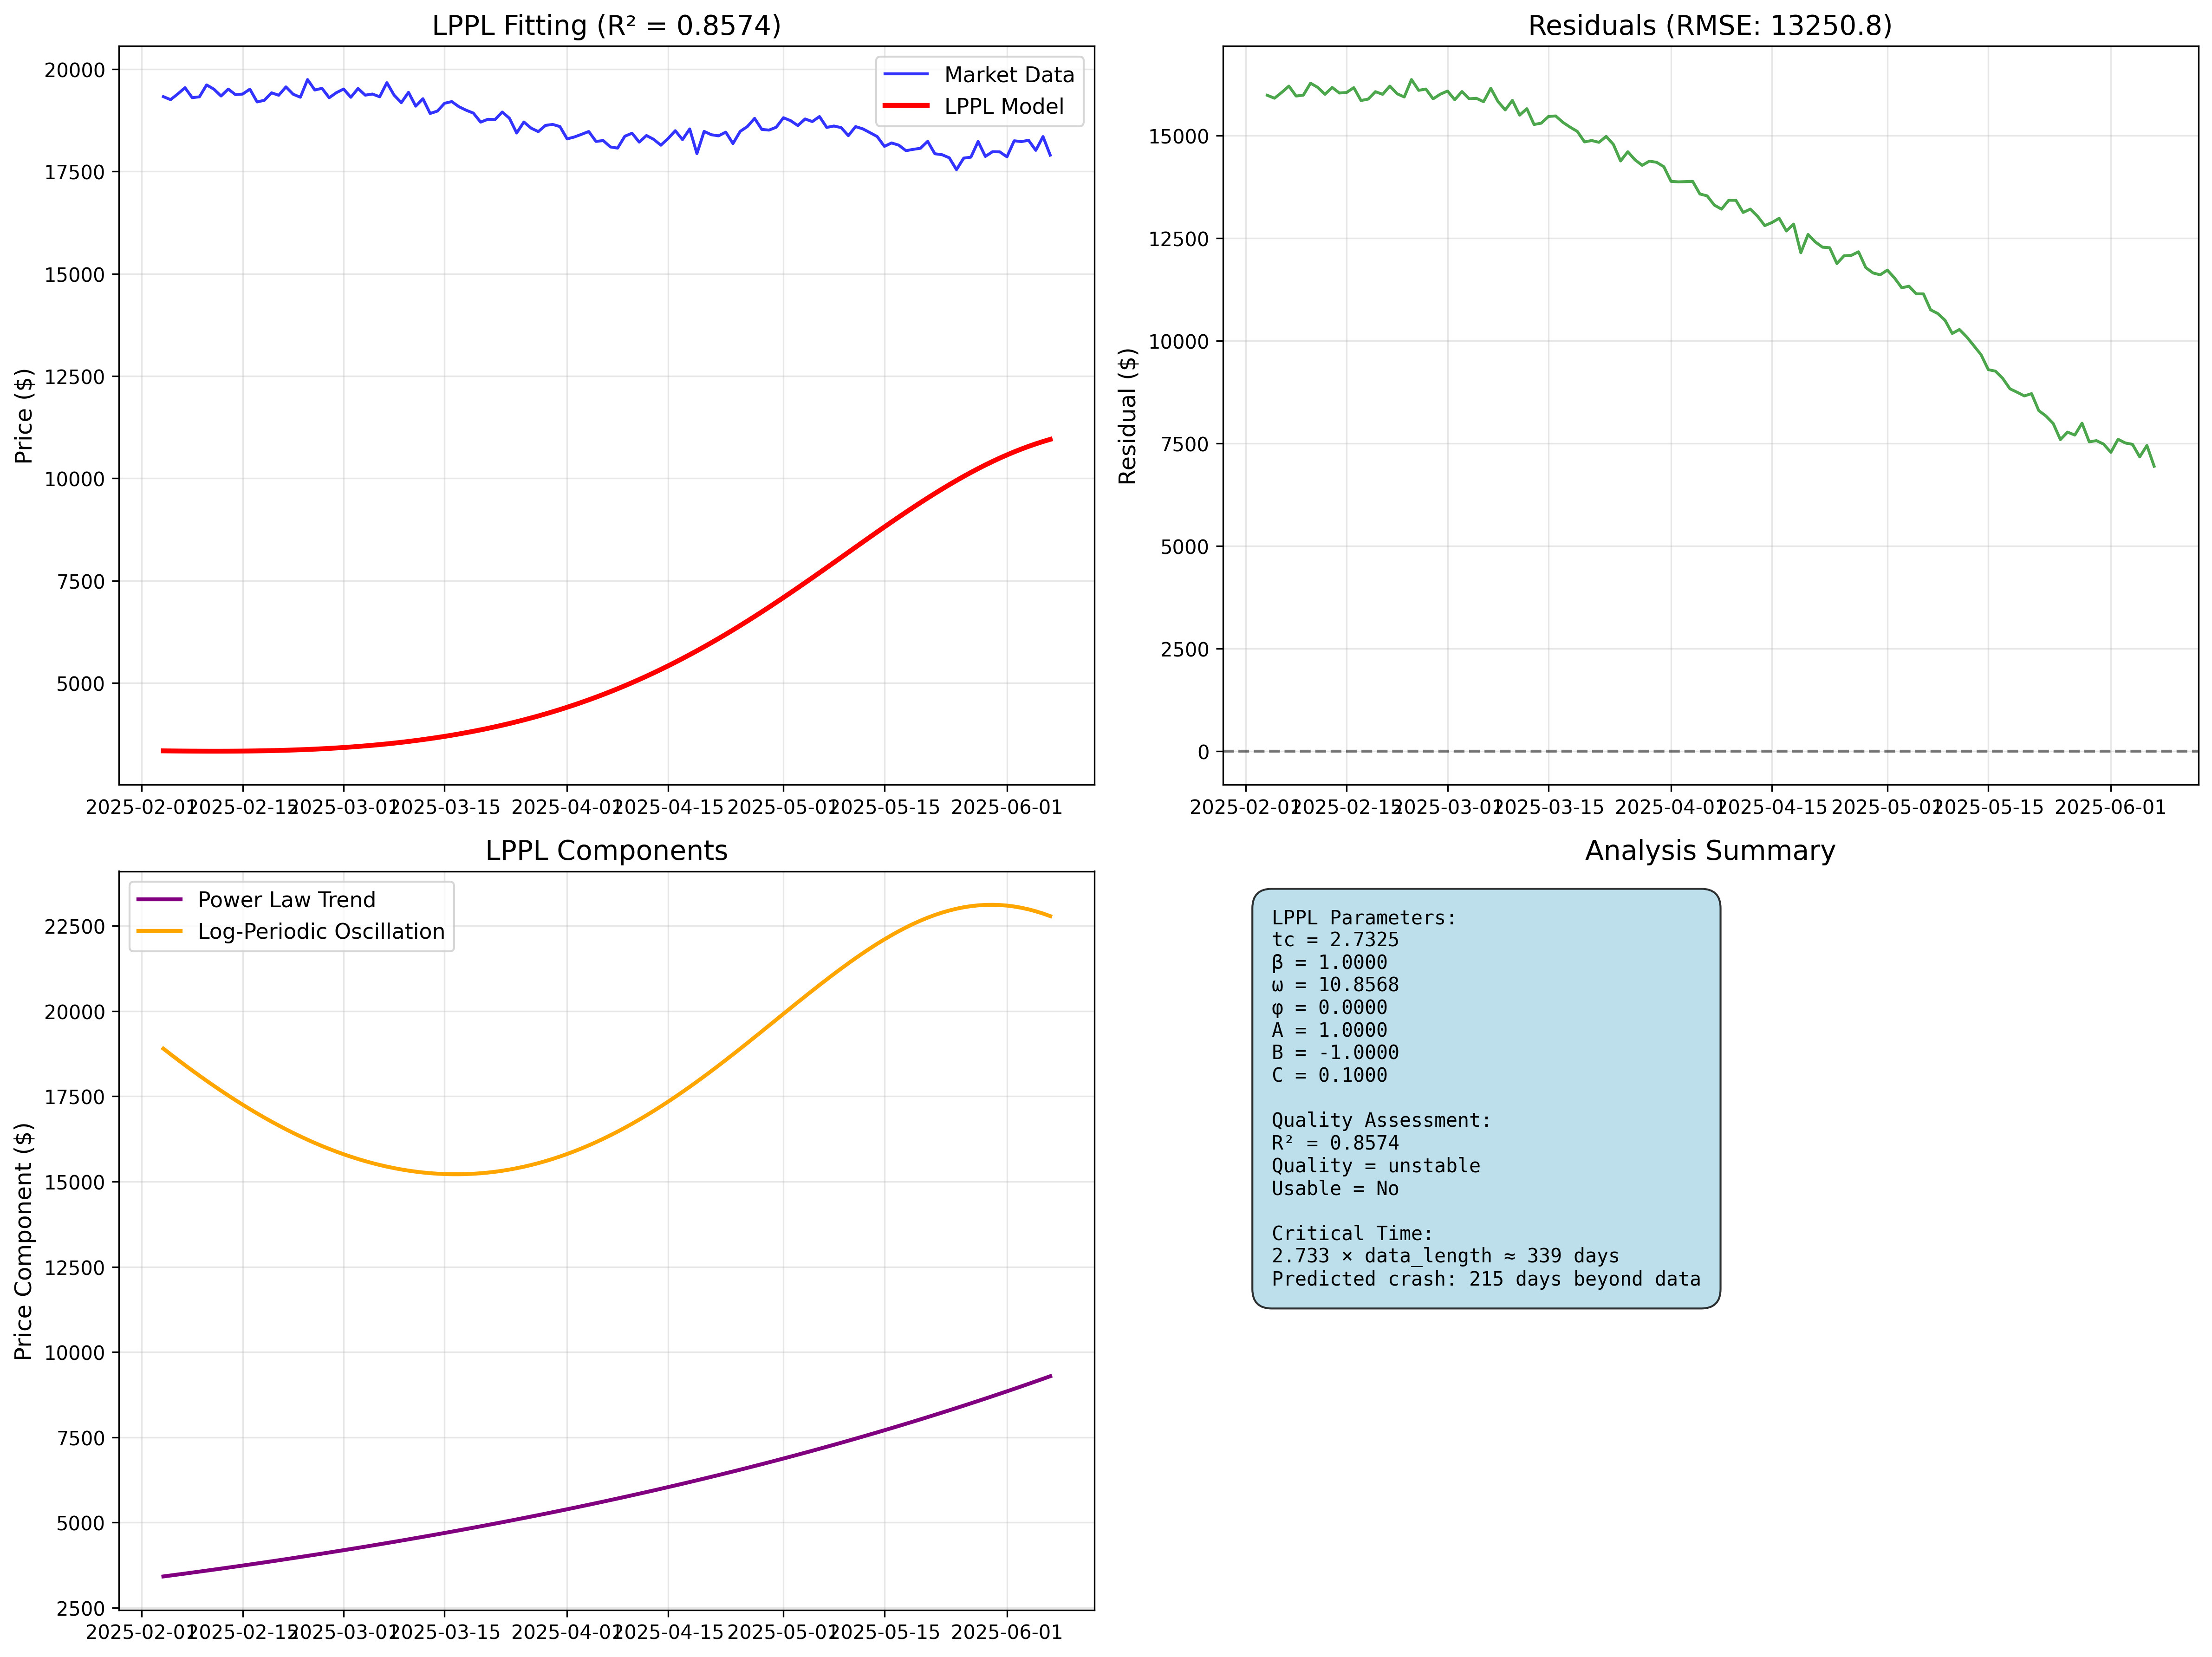 LPPL Fitting (R² = 0.8574)
Price ($)
20000
17500
15000
12500
10000
7500
5000
Market Data
LPPL Model
2025-02-01
2025-02-15
2025-03-01
2025-03-15
2025-04-01
2025-04-15
2025-05-01
2025-05-15
2025-06-01
Residuals (RMSE: 13250.8)
Residual ($)
15000
12500
10000
7500
5000
2500
0
2025-02-01
2025-02-15
2025-03-01
2025-03-15
2025-04-01
2025-04-15
2025-05-01
2025-05-15
2025-06-01
LPPL Components
Price Component ($)
22500
20000
17500
15000
12500
10000
7500
5000
2500
Power Law Trend
Log-Periodic Oscillation
2025-02-01
2025-02-15
2025-03-01
2025-03-15
2025-04-01
2025-04-15
2025-05-01
2025-05-15
2025-06-01
Analysis Summary
LPPL Parameters:
tc = 2.7325
β = 1.0000
ω = 10.8568
φ = 0.0000
A = 1.0000
B = -1.0000
C = 0.1000
Quality Assessment:
R² = 0.8574
Quality = unstable
Usable = No
Critical Time:
2.733 × data_length ≈ 339 days
Predicted crash: 215 days beyond data